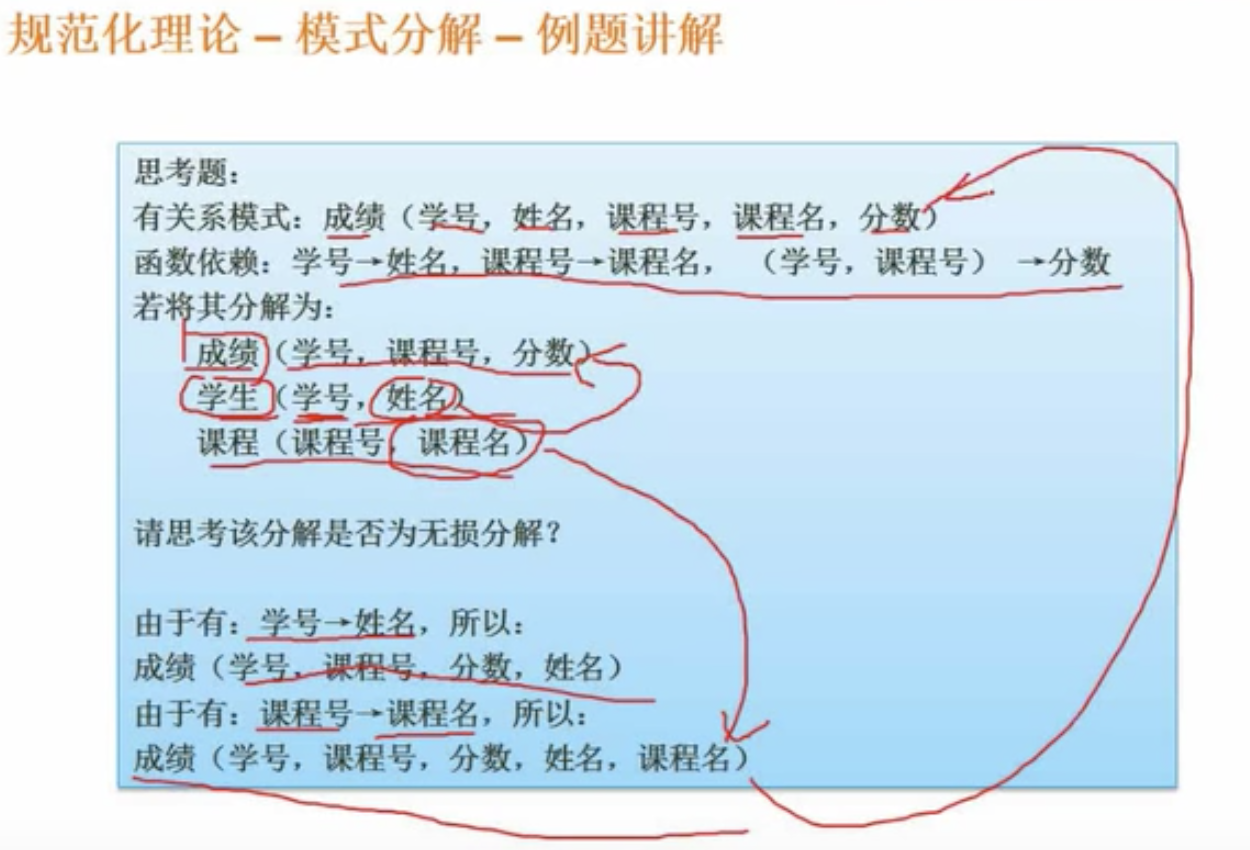 规范化理论 – 模式分解 – 例题讲解
思考题：
有关系模式：成绩（学号，姓名，课程号，课程名，分数）
函数依赖：学号→姓名，课程号→课程名，（学号，课程号）→分数
若将其分解为：
成绩（学号，课程号，分数）
学生（学号，姓名）
课程（课程号，课程名）
请思考该分解是否为无损分解？
由于有：学号→姓名，所以：
成绩（学号，课程号，分数，姓名）
由于有：课程号→课程名，所以：
成绩（学号，课程号，分数，姓名，课程名）